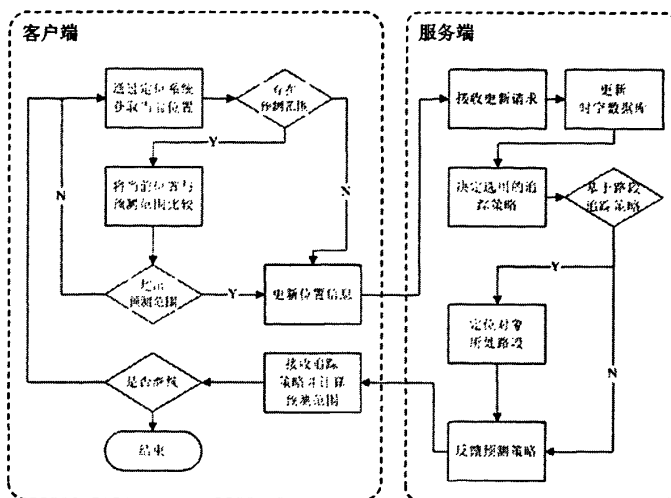 客户端
服务端
通过定位系统
获取当前位置
存在
预测范围
接收更新请求
更新
时空数据库
Y
N
将当前位置与
预测范围比较
N
决定选用的追
踪策略
基于路段
追踪策略
超出
预测范围
Y
更新位置信息
Y
定位对象
所处路段
N
是否离线
接收追踪
策略并计算
预测范围
结束
反馈预测策略